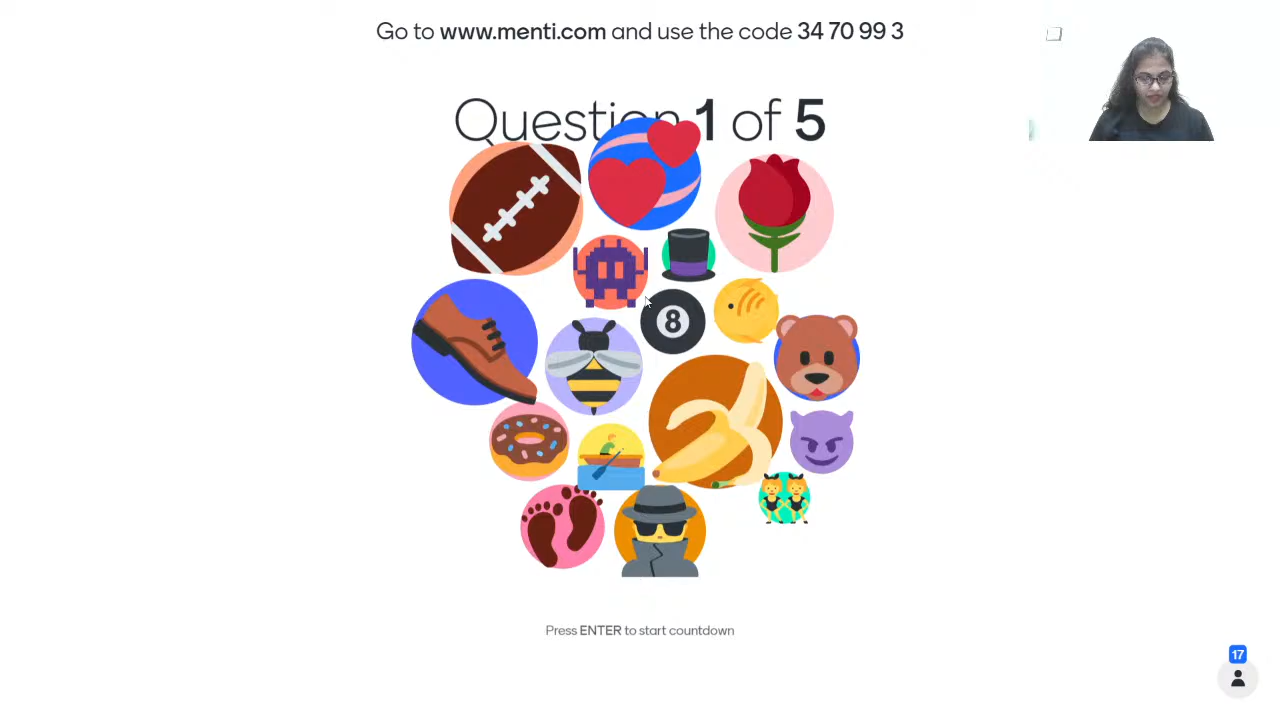 Go to www.menti.com and use the code 34 70 99 3
Question 1 of 5
8
Press ENTER to start countdown
17